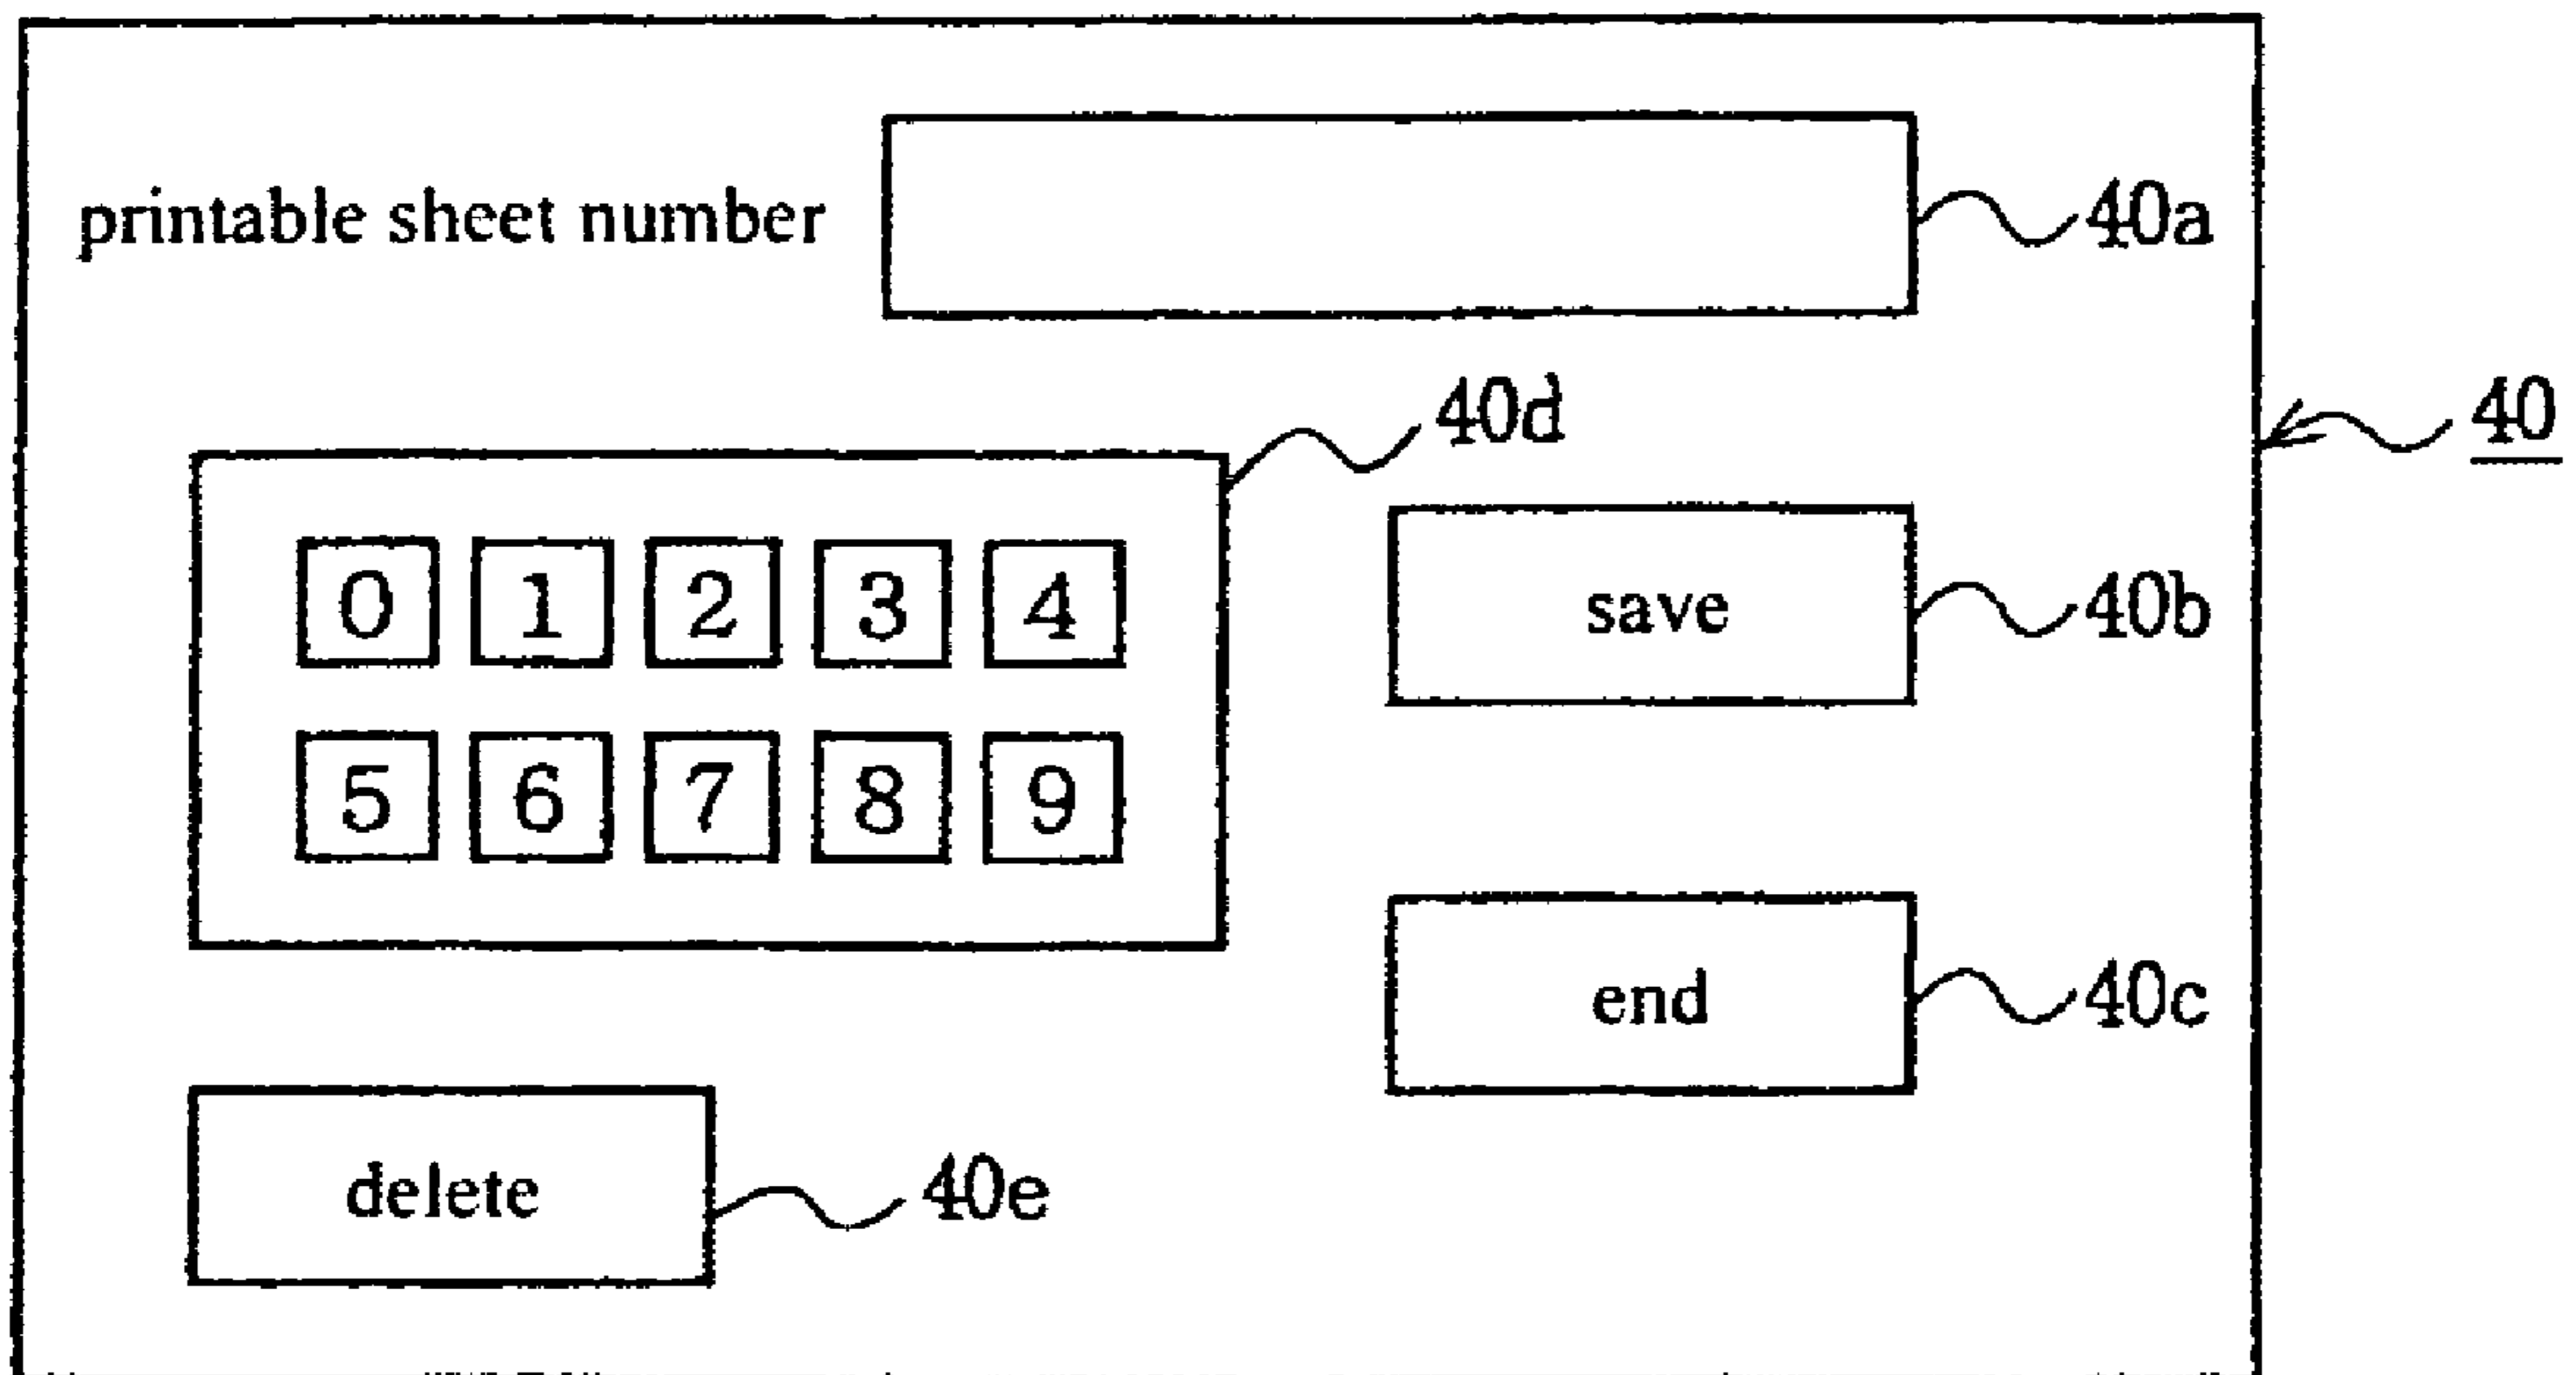 printable sheet number 40a
40d
40
0 1 2 3 4
save 40b
5 6 7 8 9
end 40c
delete 40e